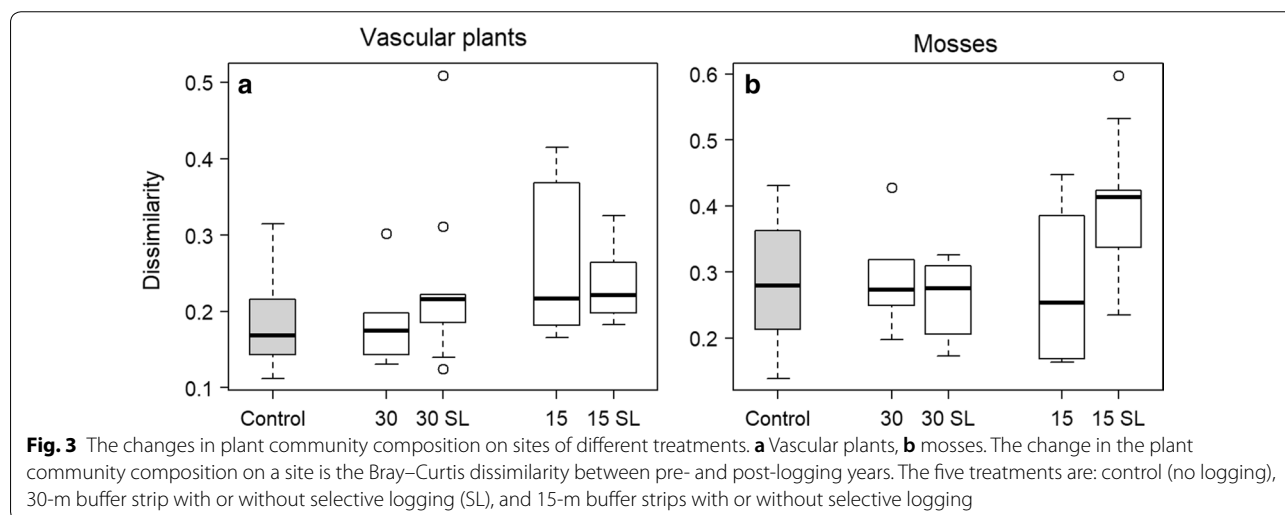 Vascular plants
Mosses
a
b
Dissimilarity
0.5
0.4
0.3
0.2
0.1
0.6
0.5
0.4
0.3
0.2
Control 30 30 SL 15 15 SL
Control 30 30 SL 15 15 SL
Fig. 3 The changes in plant community composition on sites of different treatments. a Vascular plants, b mosses. The change in the plant
community composition on a site is the Bray–Curtis dissimilarity between pre- and post-logging years. The five treatments are: control (no logging),
30-m buffer strip with or without selective logging (SL), and 15-m buffer strips with or without selective logging